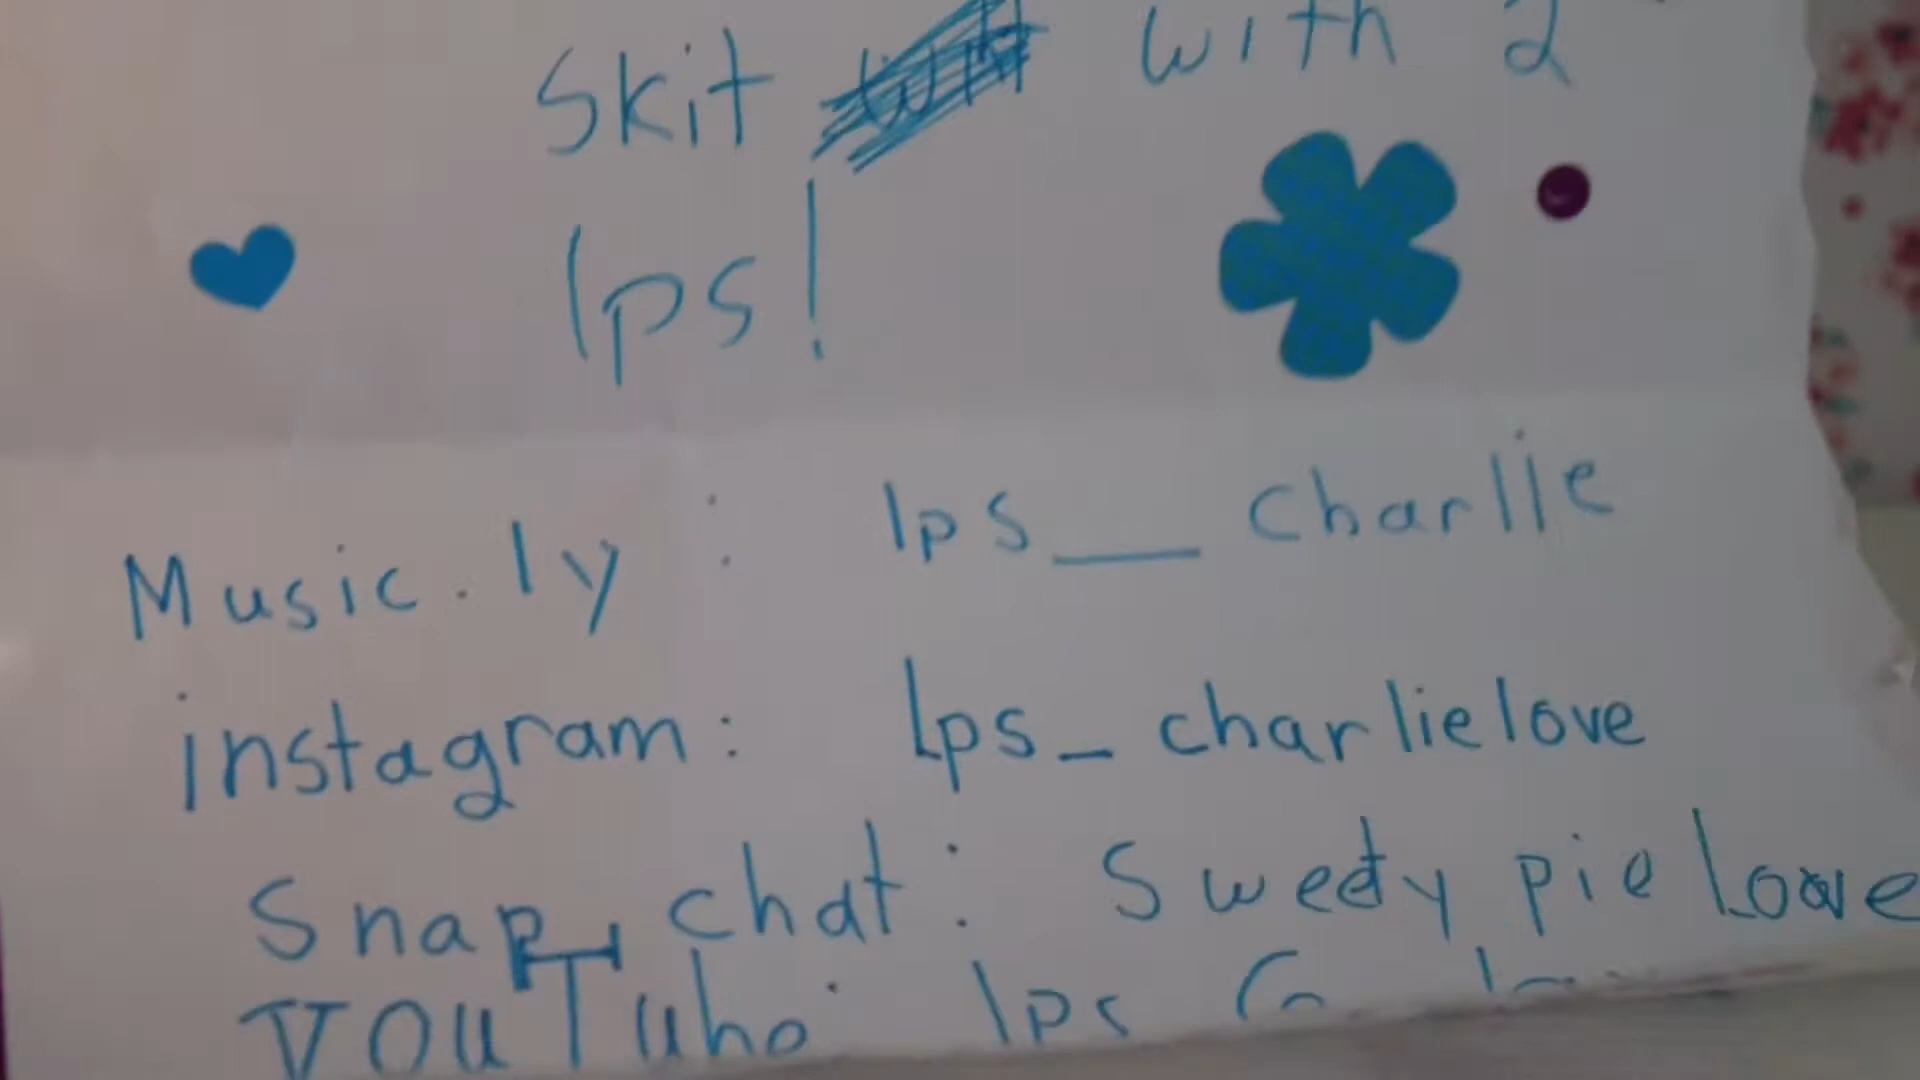 Skit with 2
lps!
Music.ly : lps__charlie
instagram: Lps_charlielove
Snapchat: Swedy pie Love
YouTube: lps